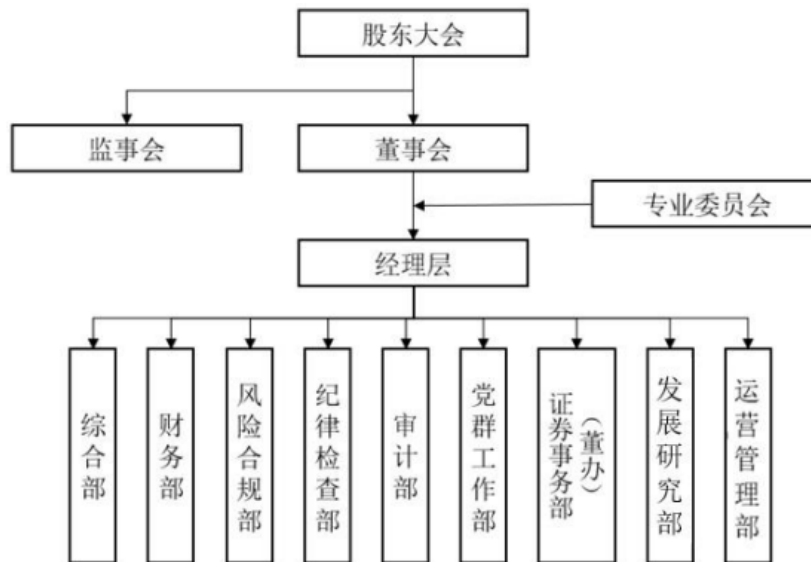 股东大会
监事会
董事会
专业委员会
经理层
综合部
财务部
风险合规部
纪律检查部
审计部
党群工作部
证券事务部
（董办）
发展研究部
运营管理部